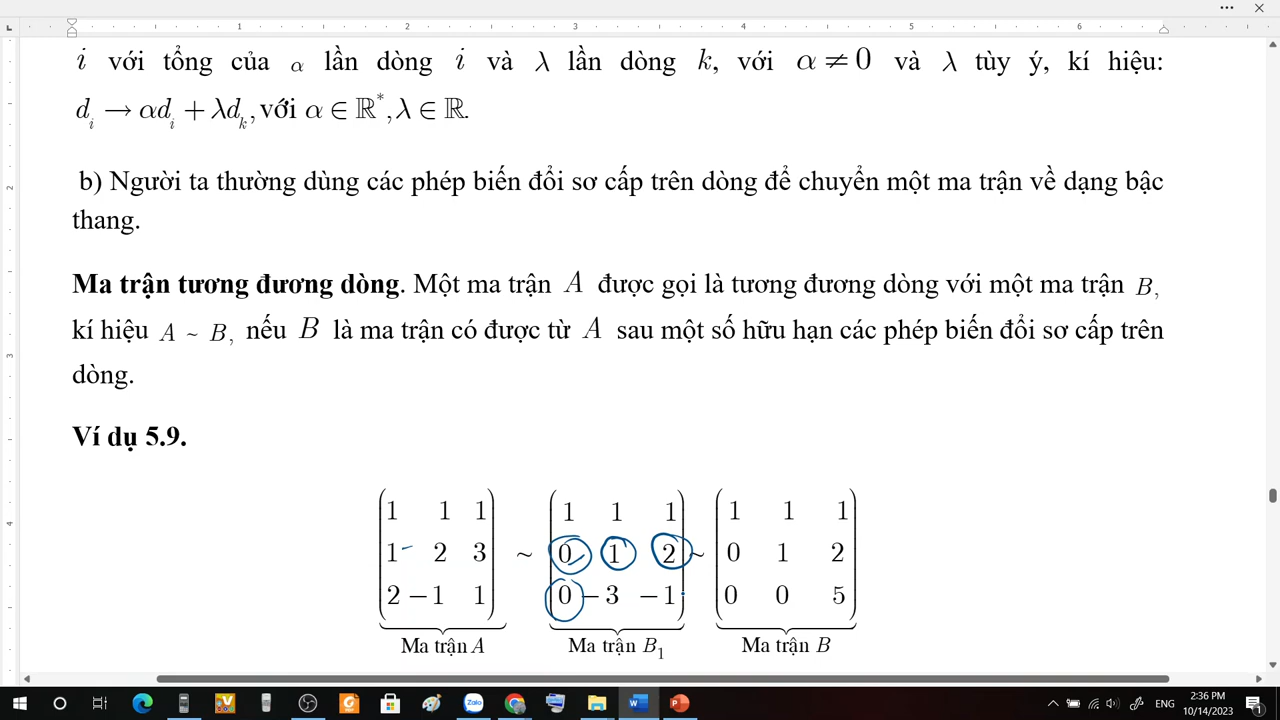 i với tổng của α lần dòng i và λ lần dòng k, với α ≠ 0 và λ tùy ý, kí hiệu:
d_i → αd_i + λd_k, với α ∈ ℝ*, λ ∈ ℝ.
b) Người ta thường dùng các phép biến đổi sơ cấp trên dòng để chuyển một ma trận về dạng bậc
thang.
Ma trận tương đương dòng. Một ma trận A được gọi là tương đương dòng với một ma trận B,
kí hiệu A ~ B, nếu B là ma trận có được từ A sau một số hữu hạn các phép biến đổi sơ cấp trên
dòng.
Ví dụ 5.9.
1 1 1 1 1 1 1 1 1
1 2 3 ~ 0 1 2 ~ 0 1 2
2 −1 1 0 −3 −1 0 0 5
Ma trận A Ma trận B₁ Ma trận B
ENG
2:36 PM
10/14/2023